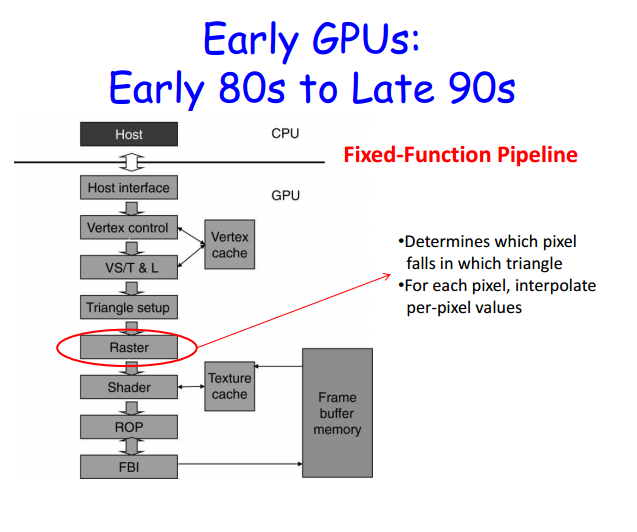 Early GPUs:
Early 80s to Late 90s
Host
CPU
Fixed-Function Pipeline
Host interface
GPU
Vertex control
Vertex
cache
VS/T & L
•Determines which pixel
falls in which triangle
•For each pixel, interpolate
per-pixel values
Triangle setup
Raster
Shader
Texture
cache
Frame
buffer
memory
ROP
FBI